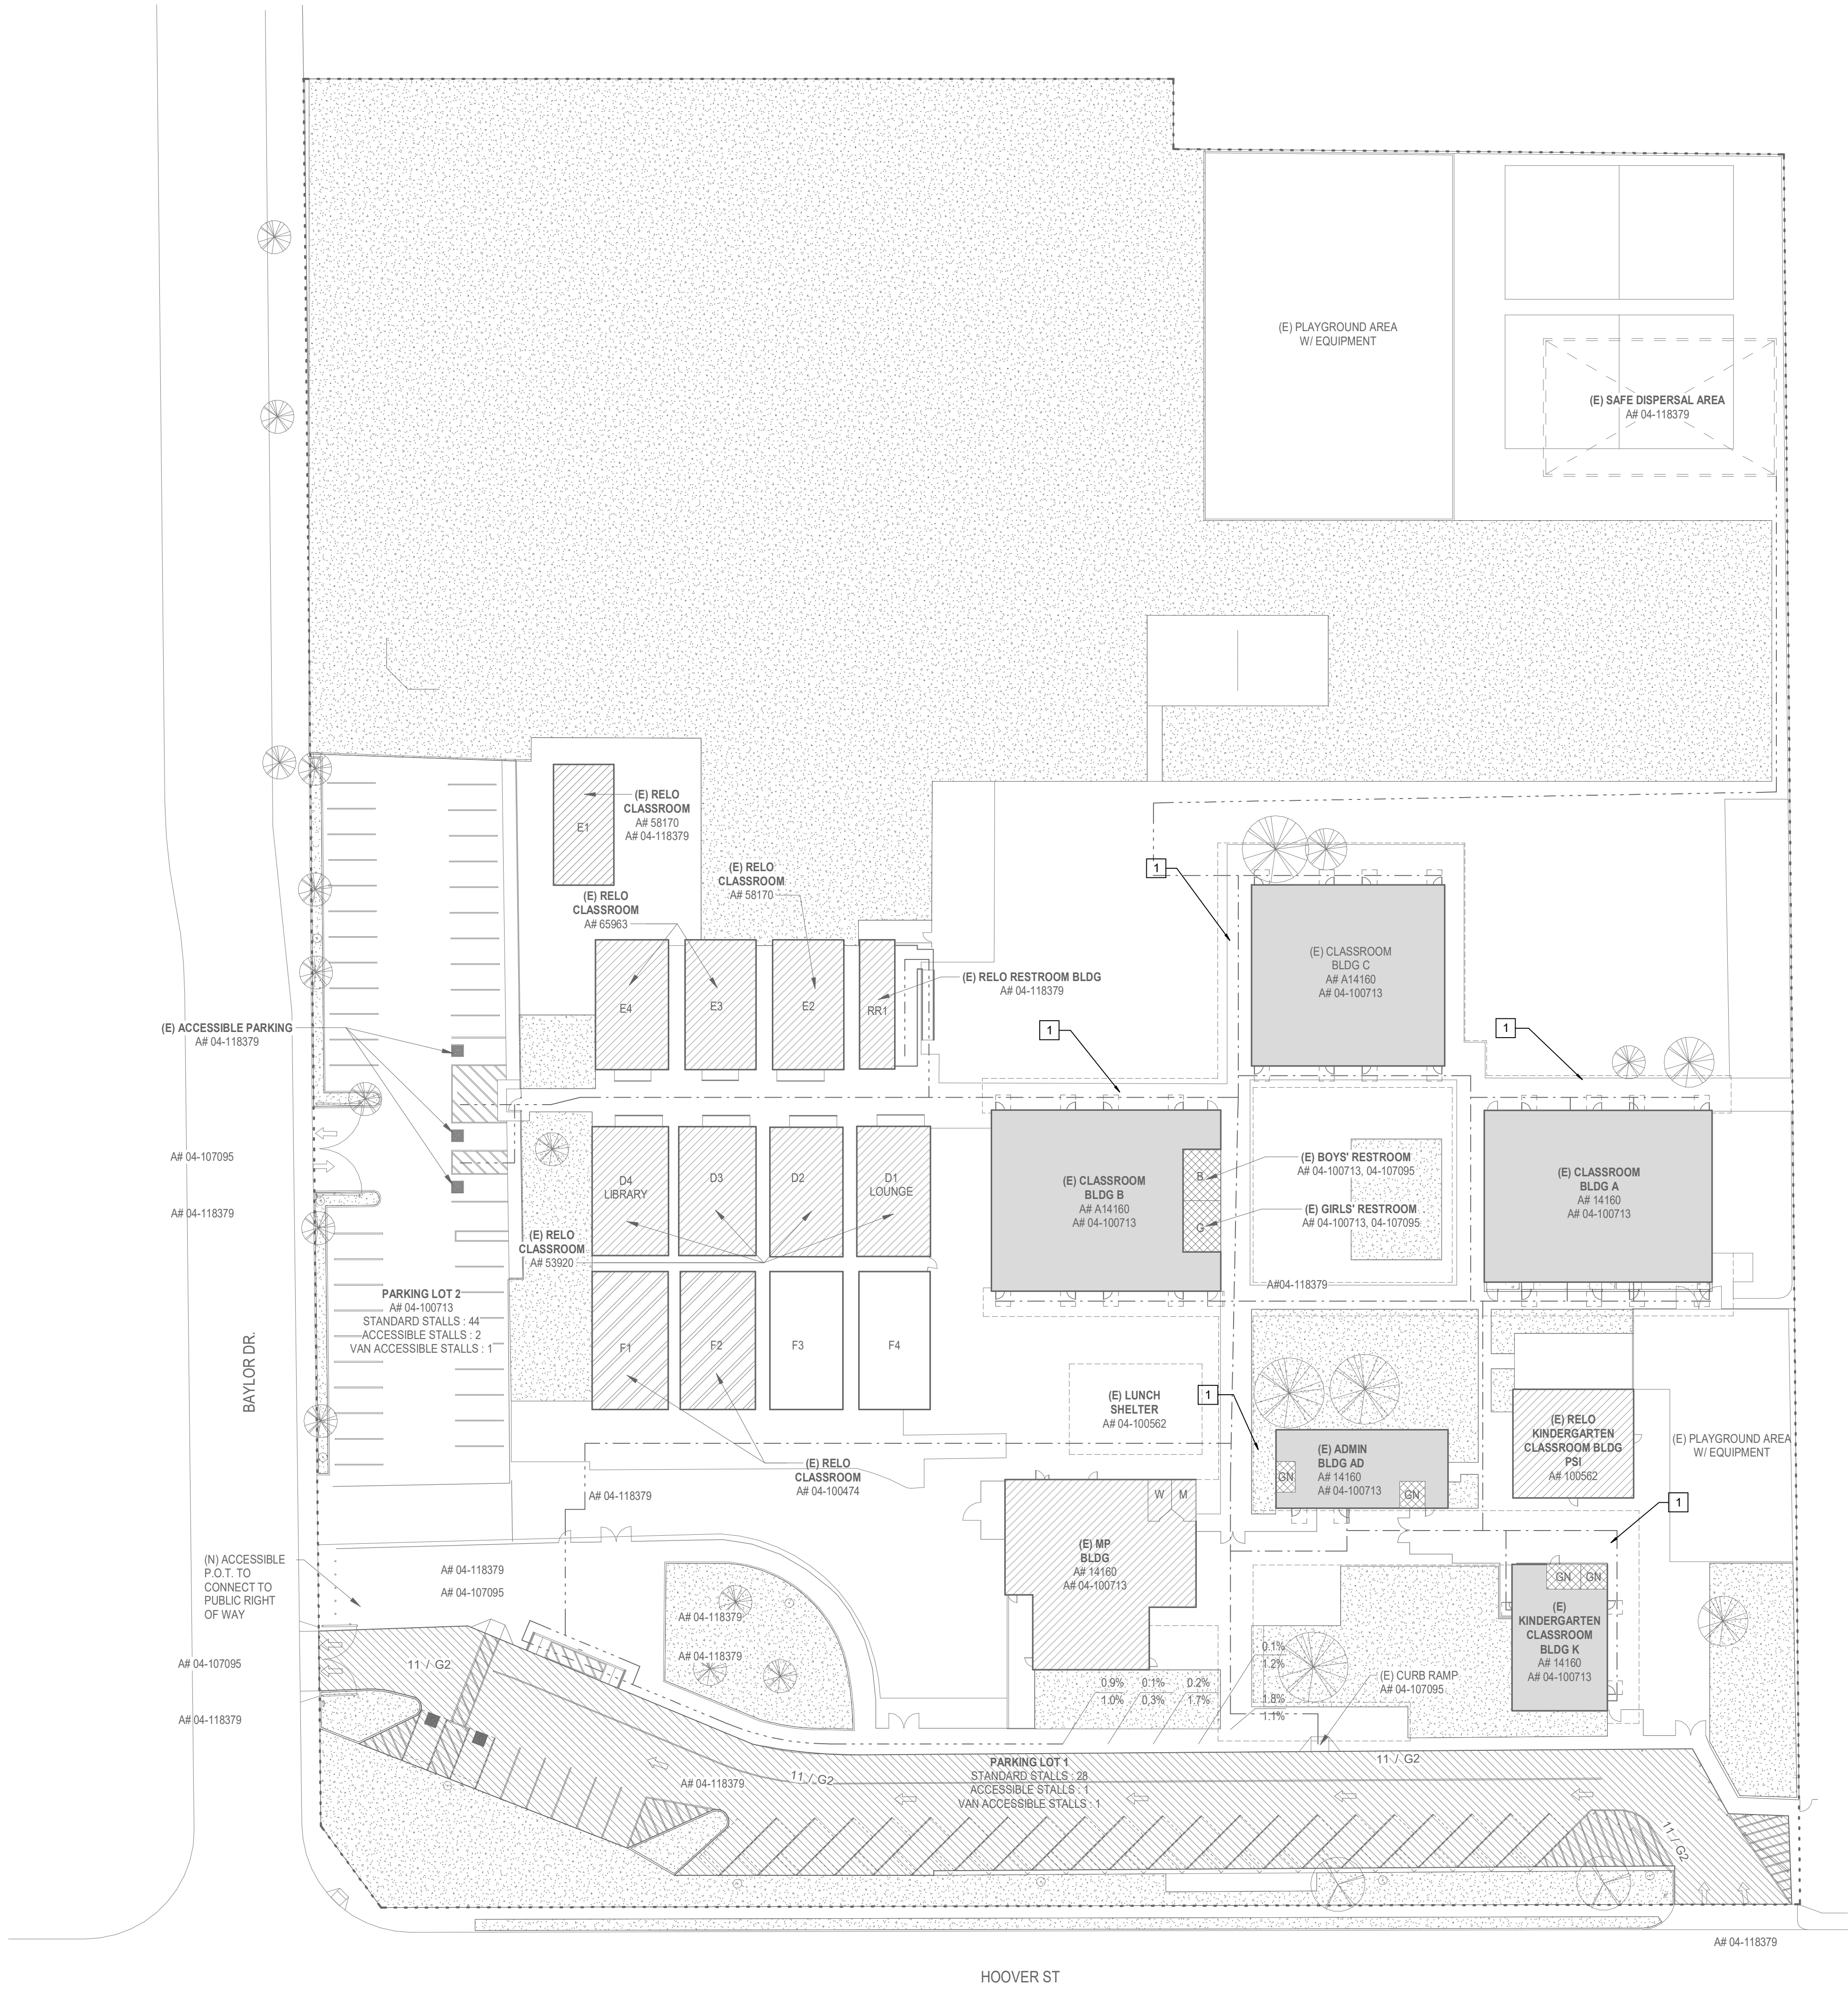 (E) PLAYGROUND AREA
W/ EQUIPMENT
(E) SAFE DISPERSAL AREA
A# 04-118379
(E) RELO
CLASSROOM
A# 58170
A# 04-118379
E1
(E) RELO
CLASSROOM
A# 58170
(E) RELO
CLASSROOM
A# 65963
1
(E) CLASSROOM
BLDG C
A# A14160
A# 04-100713
E4
E3
E2
RR1
(E) RELO RESTROOM BLDG
A# 04-118379
1
1
(E) ACCESSIBLE PARKING
A# 04-118379
A# 04-107095
A# 04-118379
D4
LIBRARY
D3
D2
D1
LOUNGE
(E) RELO
CLASSROOM
A# 53920
(E) CLASSROOM
BLDG B
A# A14160
A# 04-100713
B
G
(E) BOYS' RESTROOM
A# 04-100713, 04-107095
(E) GIRLS' RESTROOM
A# 04-100713, 04-107095
(E) CLASSROOM
BLDG A
A# 14160
A# 04-100713
A#04-118379
PARKING LOT 2
A# 04-100713
STANDARD STALLS : 44
ACCESSIBLE STALLS : 2
VAN ACCESSIBLE STALLS : 1
BAYLOR DR.
F1
F2
F3
F4
(E) LUNCH
SHELTER
A# 04-100562
1
(E) RELO
CLASSROOM
A# 04-100474
(E) ADMIN
BLDG AD
A# 14160
A# 04-100713
GN
GN
(E) RELO
KINDERGARTEN
CLASSROOM BLDG
PSI
A# 100562
(E) PLAYGROUND AREA
W/ EQUIPMENT
1
A# 04-118379
W
M
(E) MP
BLDG
A# 14160
A# 04-100713
(N) ACCESSIBLE
P.O.T. TO
CONNECT TO
PUBLIC RIGHT
OF WAY
A# 04-118379
A# 04-107095
A# 04-118379
A# 04-118379
GN
GN
(E)
KINDERGARTEN
CLASSROOM
BLDG K
A# 14160
A# 04-100713
A# 04-107095
A# 04-118379
11 / G2
0.1%
1.2%
0.9%
0.1%
0.2%
1.0%
0.3%
1.7%
1.8%
1.1%
(E) CURB RAMP
A# 04-107095
PARKING LOT 1
STANDARD STALLS : 28
ACCESSIBLE STALLS : 1
VAN ACCESSIBLE STALLS : 1
A# 04-118379
11 / G2
11 / G2
11 / G2
A# 04-118379
HOOVER ST